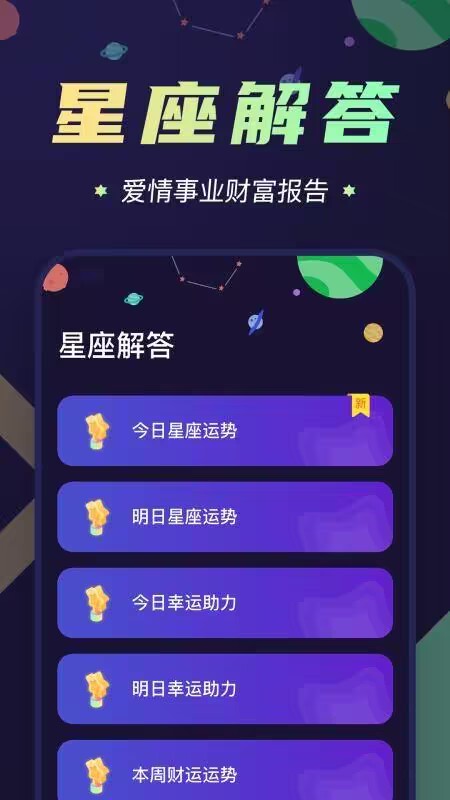 星座解答
爱情事业财富报告
星座解答
新
今日星座运势
明日星座运势
今日幸运助力
明日幸运助力
本周财运运势